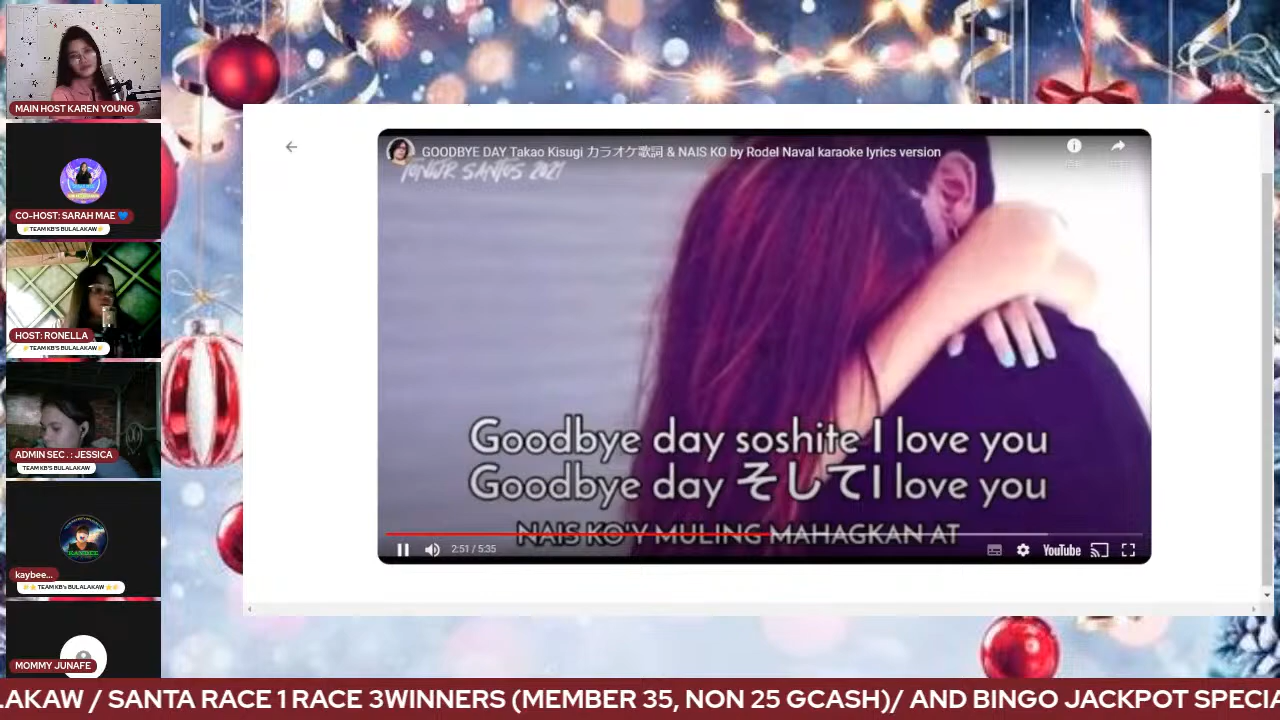 MAIN HOST KAREN YOUNG
CO-HOST: SARAH MAE 💙
TEAM KB'S BULALAKAW
HOST: RONELLA
TEAM KB'S BULALAKAW
ADMIN SEC . : JESSICA
TEAM KB'S BULALAKAW
kaybee...
TEAM KB's BULALAKAW
MOMMY JUNAFE
GOODBYE DAY Takao Kisugi カラオケ歌詞 & NAIS KO by Rodel Naval karaoke lyrics version
SANTOS 2021
Goodbye day soshite I love you
Goodbye day そしてI love you
NAIS KO'Y MULING MAHAGKAN AT
2:51 / 5:35
YouTube
LAKAW / SANTA RACE 1 RACE 3WINNERS (MEMBER 35, NON 25 GCASH)/ AND BINGO JACKPOT SPECIA